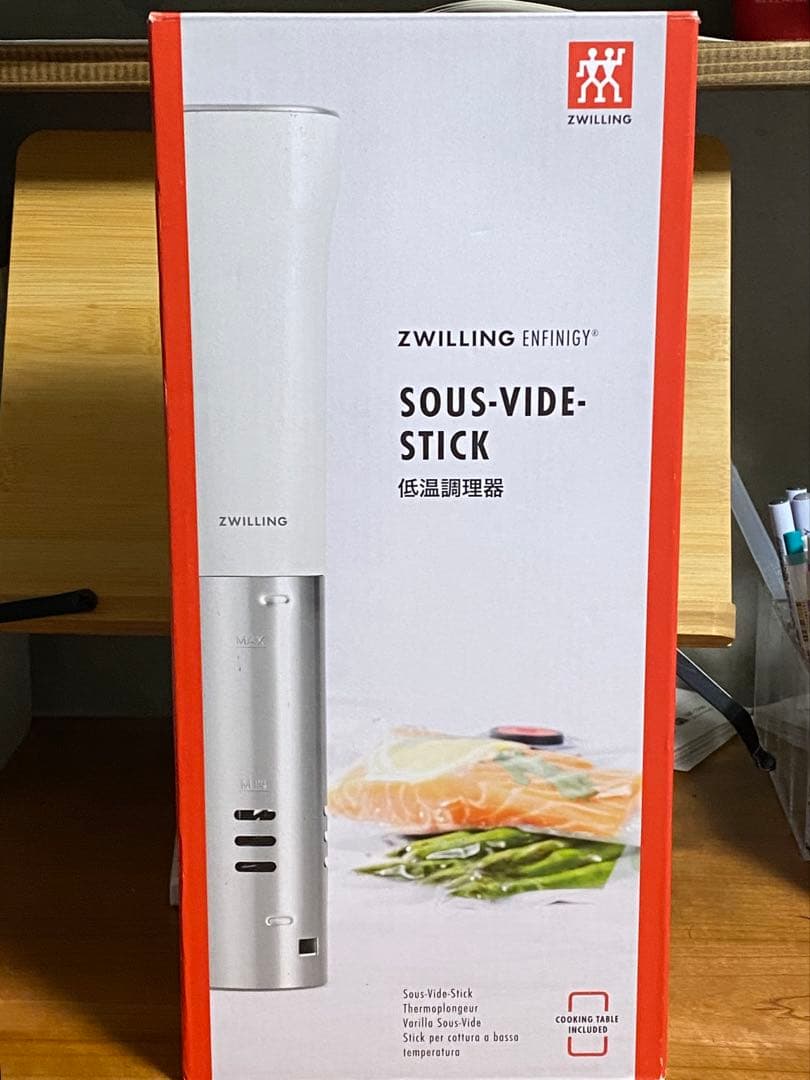 ZWILLING
ZWILLING ENFINIGY®
SOUS-VIDE-
STICK
低温調理器
ZWILLING
MAX
MIN
Sous-Vide-Stick
Thermoplongeur
Varilla Sous-Vide
Stick per cottura a bassa
temperatura
COOKING TABLE
INCLUDED